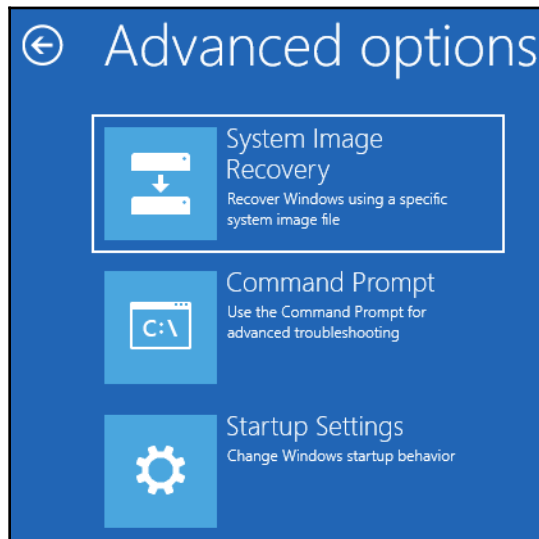 Advanced options
System Image
Recovery
Recover Windows using a specific
system image file
C:\
Command Prompt
Use the Command Prompt for
advanced troubleshooting
Startup Settings
Change Windows startup behavior